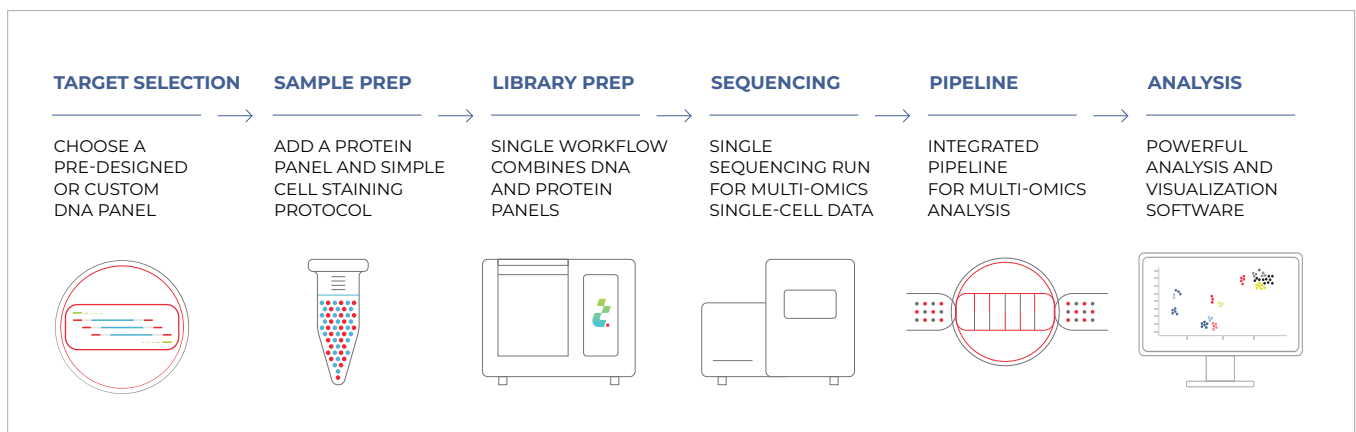 TARGET SELECTION
CHOOSE A
PRE-DESIGNED
OR CUSTOM
DNA PANEL
SAMPLE PREP
ADD A PROTEIN
PANEL AND SIMPLE
CELL STAINING
PROTOCOL
LIBRARY PREP
SINGLE WORKFLOW
COMBINES DNA
AND PROTEIN
PANELS
SEQUENCING
SINGLE
SEQUENCING RUN
FOR MULTI-OMICS
SINGLE-CELL DATA
PIPELINE
INTEGRATED
PIPELINE
FOR MULTI-OMICS
ANALYSIS
ANALYSIS
POWERFUL
ANALYSIS AND
VISUALIZATION
SOFTWARE